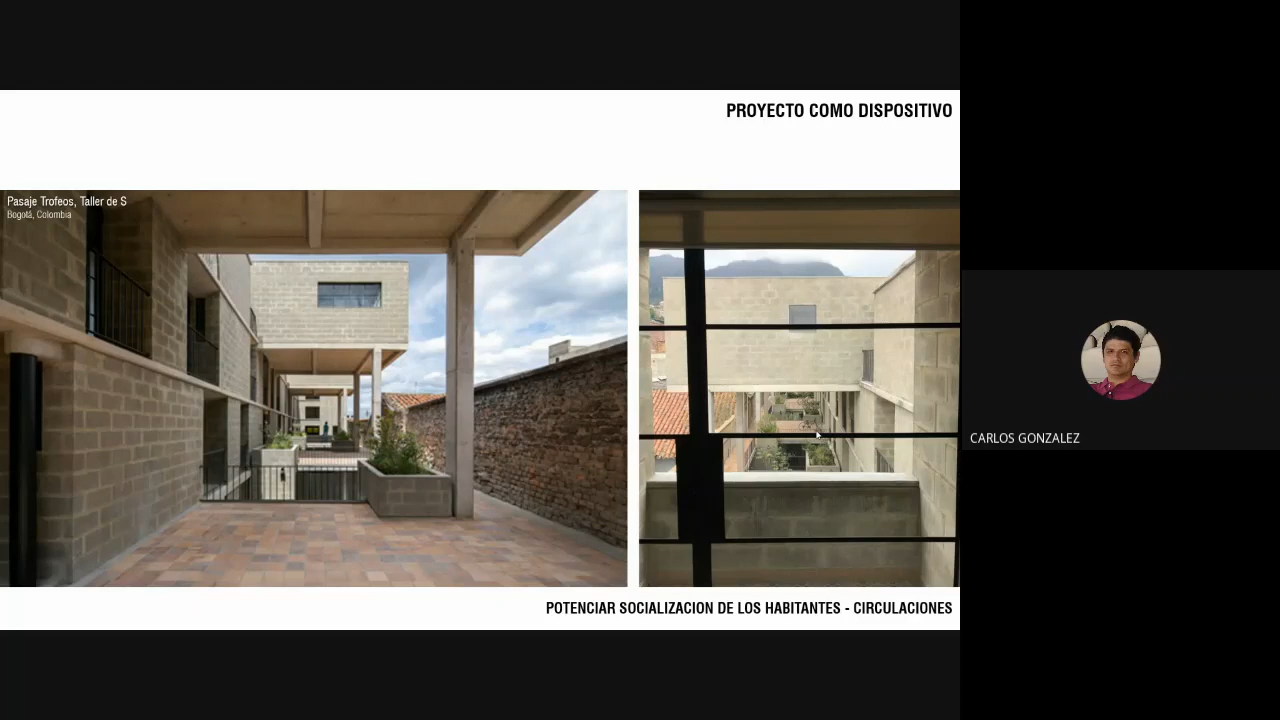 PROYECTO COMO DISPOSITIVO
Pasaje Trofeos, Taller de S
Bogotá, Colombia
CARLOS GONZALEZ
POTENCIAR SOCIALIZACION DE LOS HABITANTES - CIRCULACIONES